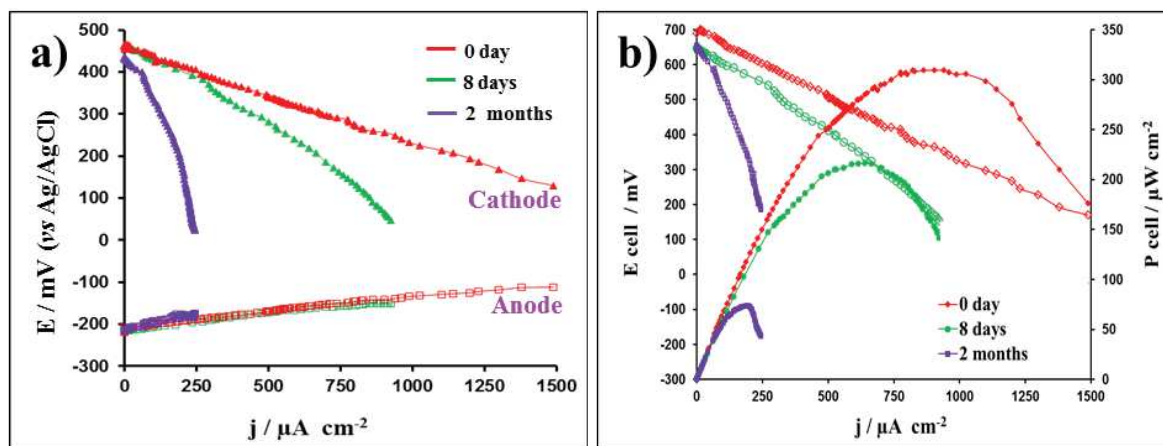 a)
E / mV (vs Ag/AgCl)
500
400
300
200
100
0
-100
-200
-300
0 day
8 days
2 months
Cathode
Anode
0 250 500 750 1000 1250 1500
j / µA cm-2
b)
E cell / mV
700
600
500
400
300
200
100
0
-100
-200
-300
0 day
8 days
2 months
350
300
250
200
150
100
50
0
P cell / µW cm-2
0 250 500 750 1000 1250 1500
j / µA cm-2